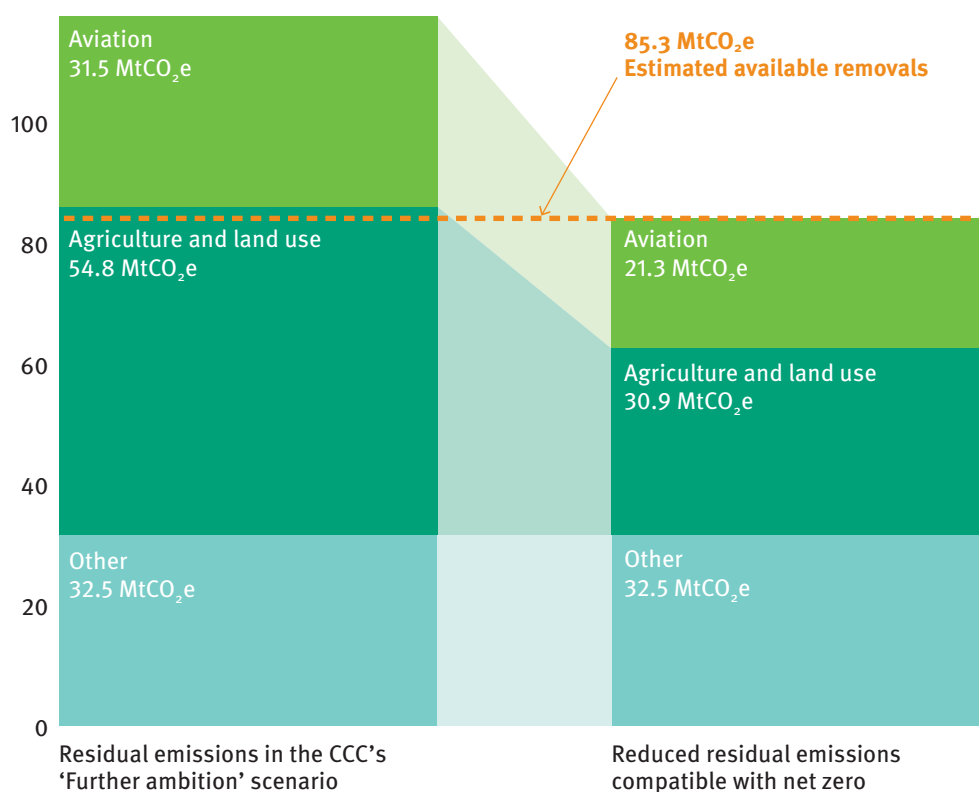 Aviation
31.5 MtCO₂e
85.3 MtCO₂e
Estimated available removals
100
80
60
40
20
0
Agriculture and land use
54.8 MtCO₂e
Aviation
21.3 MtCO₂e
Agriculture and land use
30.9 MtCO₂e
Other
32.5 MtCO₂e
Other
32.5 MtCO₂e
Residual emissions in the CCC’s
‘Further ambition’ scenario
Reduced residual emissions
compatible with net zero